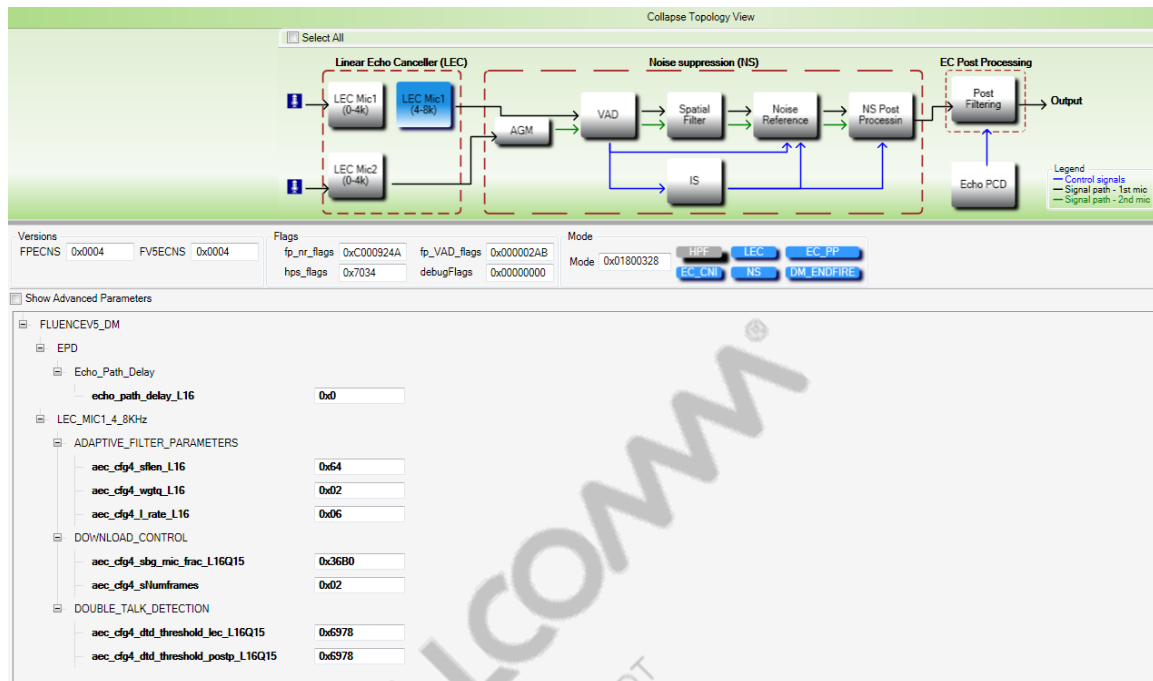 Collapse Topology View
Select All
Linear Echo Canceller (LEC)
Noise suppression (NS)
EC Post Processing
LEC Mic1
(0-4k)
LEC Mic1
(4-8k)
AGM
VAD
Spatial
Filter
Noise
Reference
NS Post
Processin
Post
Filtering
Output
LEC Mic2
(0-4k)
IS
Echo PCD
Legend
Control signals
Signal path - 1st mic
Signal path - 2nd mic
Versions
FPECNS 0x0004 FV5ECNS 0x0004
Flags
fp_nr_flags 0xC000924A fp_VAD_flags 0x000002AB
hps_flags 0x7034 debugFlags 0x00000000
Mode
Mode 0x01800328
HPF LEC EC_PP
EC_CNI NS DM_ENDFIRE
Show Advanced Parameters
FLUENCEV5_DM
EPD
Echo_Path_Delay
echo_path_delay_L16 0x0
LEC_MIC1_4_8KHz
ADAPTIVE_FILTER_PARAMETERS
aec_cfg4_sflen_L16 0x64
aec_cfg4_wgtq_L16 0x02
aec_cfg4_l_rate_L16 0x06
DOWNLOAD_CONTROL
aec_cfg4_sbg_mic_frac_L16Q15 0x36B0
aec_cfg4_sNumframes 0x02
DOUBLE_TALK_DETECTION
aec_cfg4_dtd_threshold_lec_L16Q15 0x6978
aec_cfg4_dtd_threshold_postp_L16Q15 0x6978